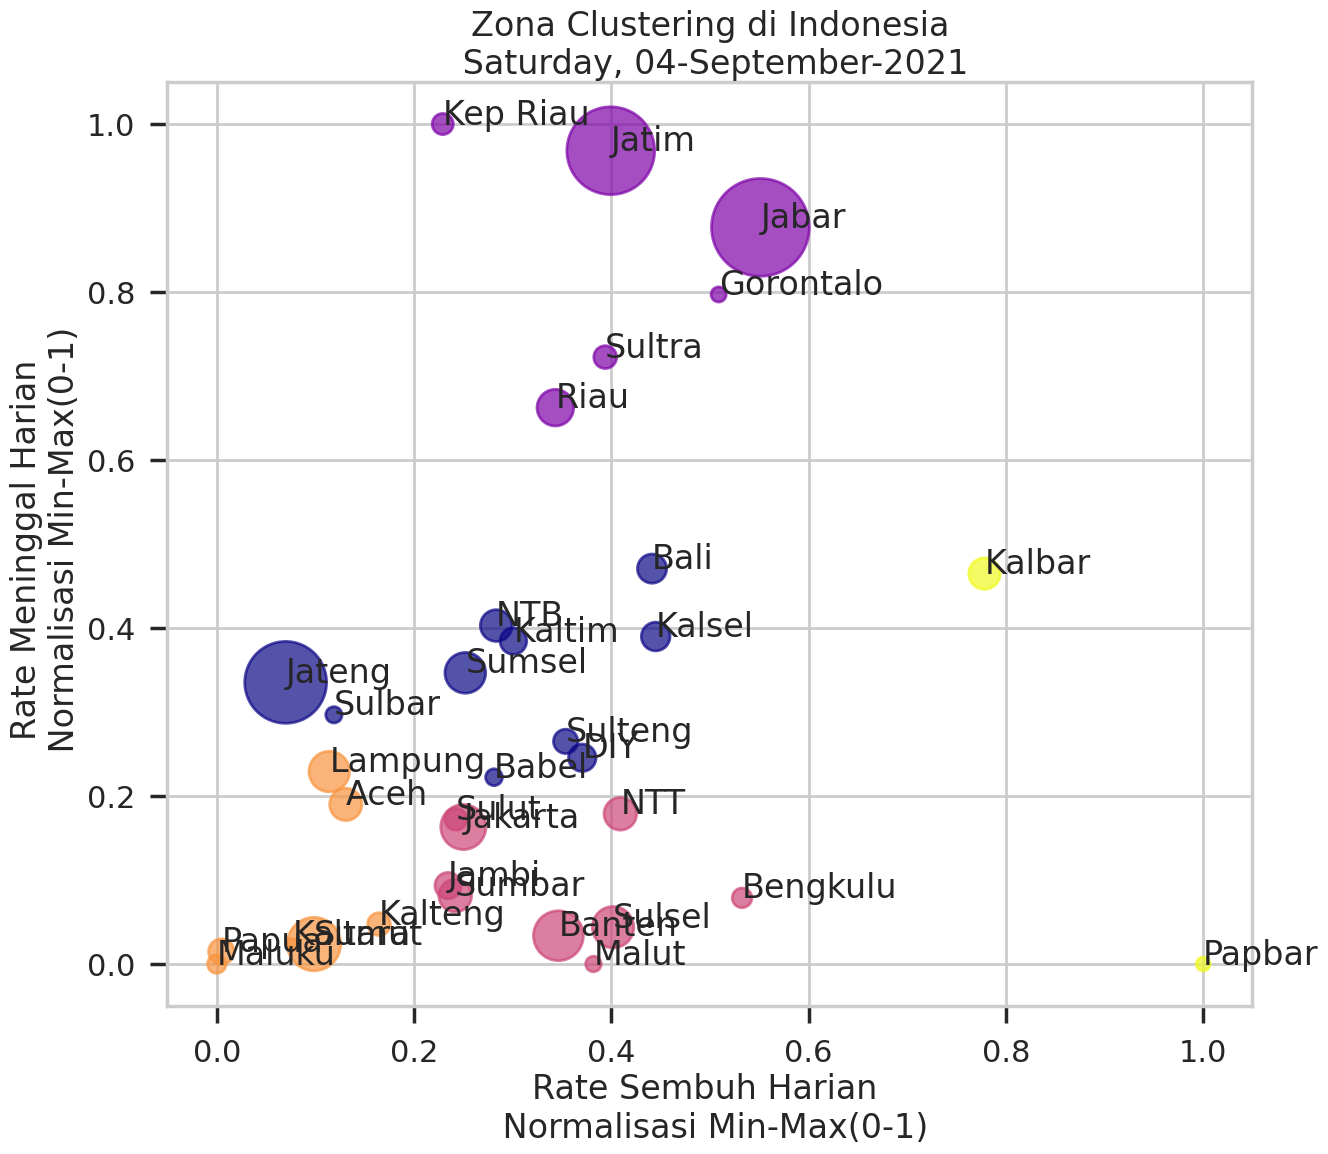 Zona Clustering di Indonesia
Saturday, 04-September-2021
Rate Meninggal Harian
Normalisasi Min-Max(0-1)
1.0
0.8
0.6
0.4
0.2
0.0
Kep Riau
Jatim
Jabar
Gorontalo
Sultra
Riau
Bali
Kalbar
NTB
Kaltim
Kalsel
Sumsel
Jateng
Sulbar
Sulteng
DIY
Babel
Lampung
Aceh
Sulut
Jakarta
NTT
Jambi
Sumbar
Bengkulu
Kalteng
Sulsel
Banten
Papua
Kaltara
Sumut
Maluku
Malut
Papbar
0.0 0.2 0.4 0.6 0.8 1.0
Rate Sembuh Harian
Normalisasi Min-Max(0-1)